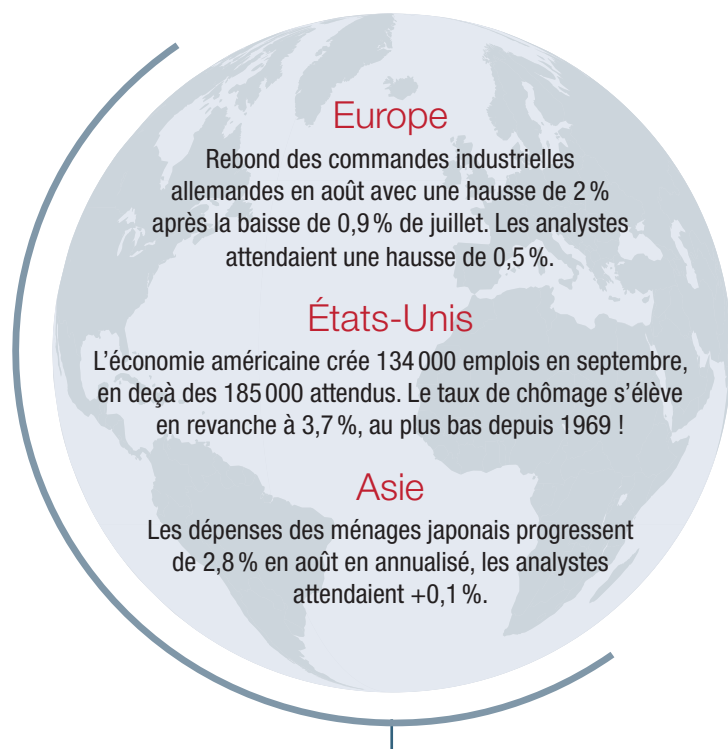 Europe
Rebond des commandes industrielles
allemandes en août avec une hausse de 2 %
après la baisse de 0,9 % de juillet. Les analystes
attendaient une hausse de 0,5 %.
États-Unis
L’économie américaine crée 134 000 emplois en septembre,
en deçà des 185 000 attendus. Le taux de chômage s’élève
en revanche à 3,7 %, au plus bas depuis 1969 !
Asie
Les dépenses des ménages japonais progressent
de 2,8 % en août en annualisé, les analystes
attendaient +0,1 %.